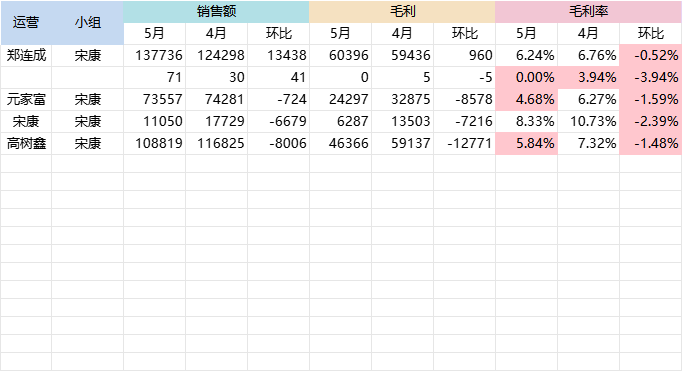 运营 小组 销售额 毛利 毛利率
5月 4月 环比 5月 4月 环比 5月 4月 环比
郑连成 宋康 137736 124298 13438 60396 59436 960 6.24% 6.76% -0.52%
71 30 41 0 5 -5 0.00% 3.94% -3.94%
元家富 宋康 73557 74281 -724 24297 32875 -8578 4.68% 6.27% -1.59%
宋康 宋康 11050 17729 -6679 6287 13503 -7216 8.33% 10.73% -2.39%
高树鑫 宋康 108819 116825 -8006 46366 59137 -12771 5.84% 7.32% -1.48%